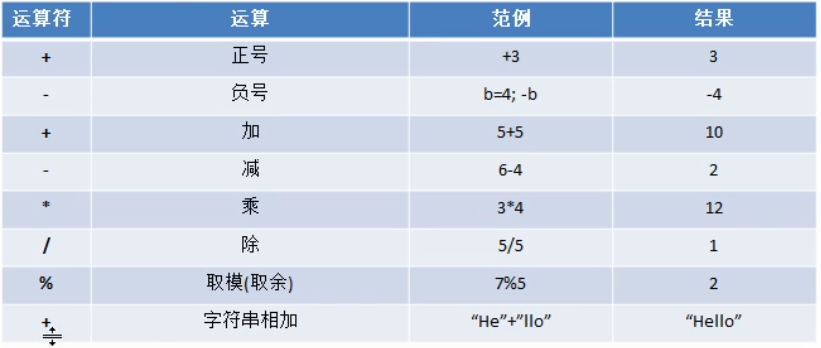 运算符 运算 范例 结果
+ 正号 +3 3
- 负号 b=4; -b -4
+ 加 5+5 10
- 减 6-4 2
* 乘 3*4 12
/ 除 5/5 1
% 取模(取余) 7%5 2
+ 字符串相加 “He”+”llo” “Hello”